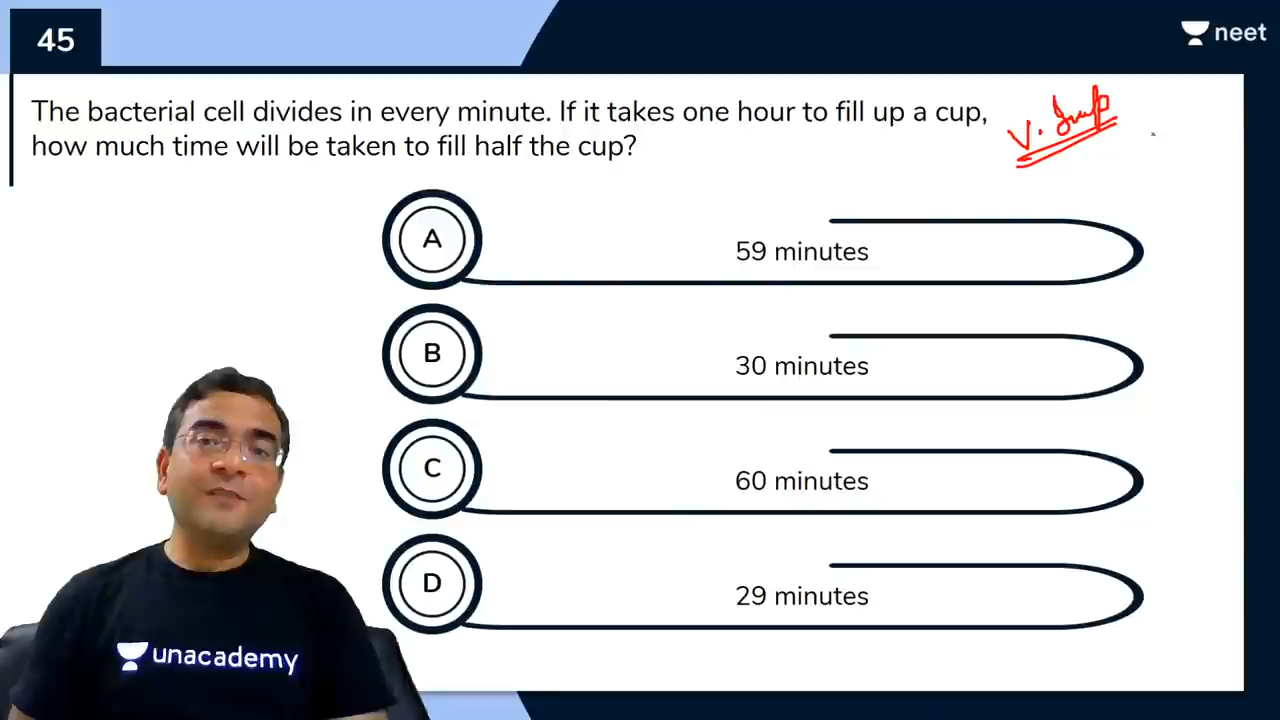 45
neet
The bacterial cell divides in every minute. If it takes one hour to fill up a cup,
how much time will be taken to fill half the cup?
V. Imp
A
59 minutes
B
30 minutes
C
60 minutes
D
29 minutes
unacademy